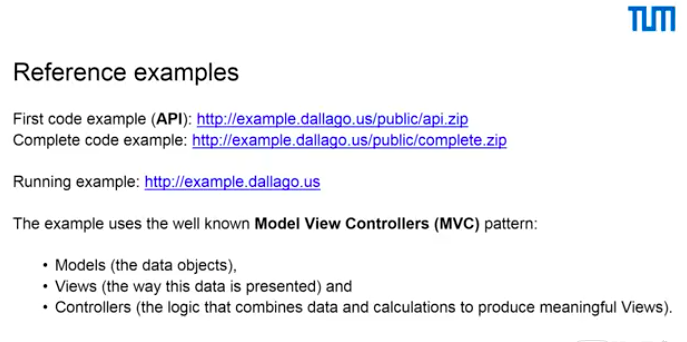 TUM
Reference examples
First code example (API): http://example.dallago.us/public/api.zip
Complete code example: http://example.dallago.us/public/complete.zip
Running example: http://example.dallago.us
The example uses the well known Model View Controllers (MVC) pattern:
• Models (the data objects),
• Views (the way this data is presented) and
• Controllers (the logic that combines data and calculations to produce meaningful Views).